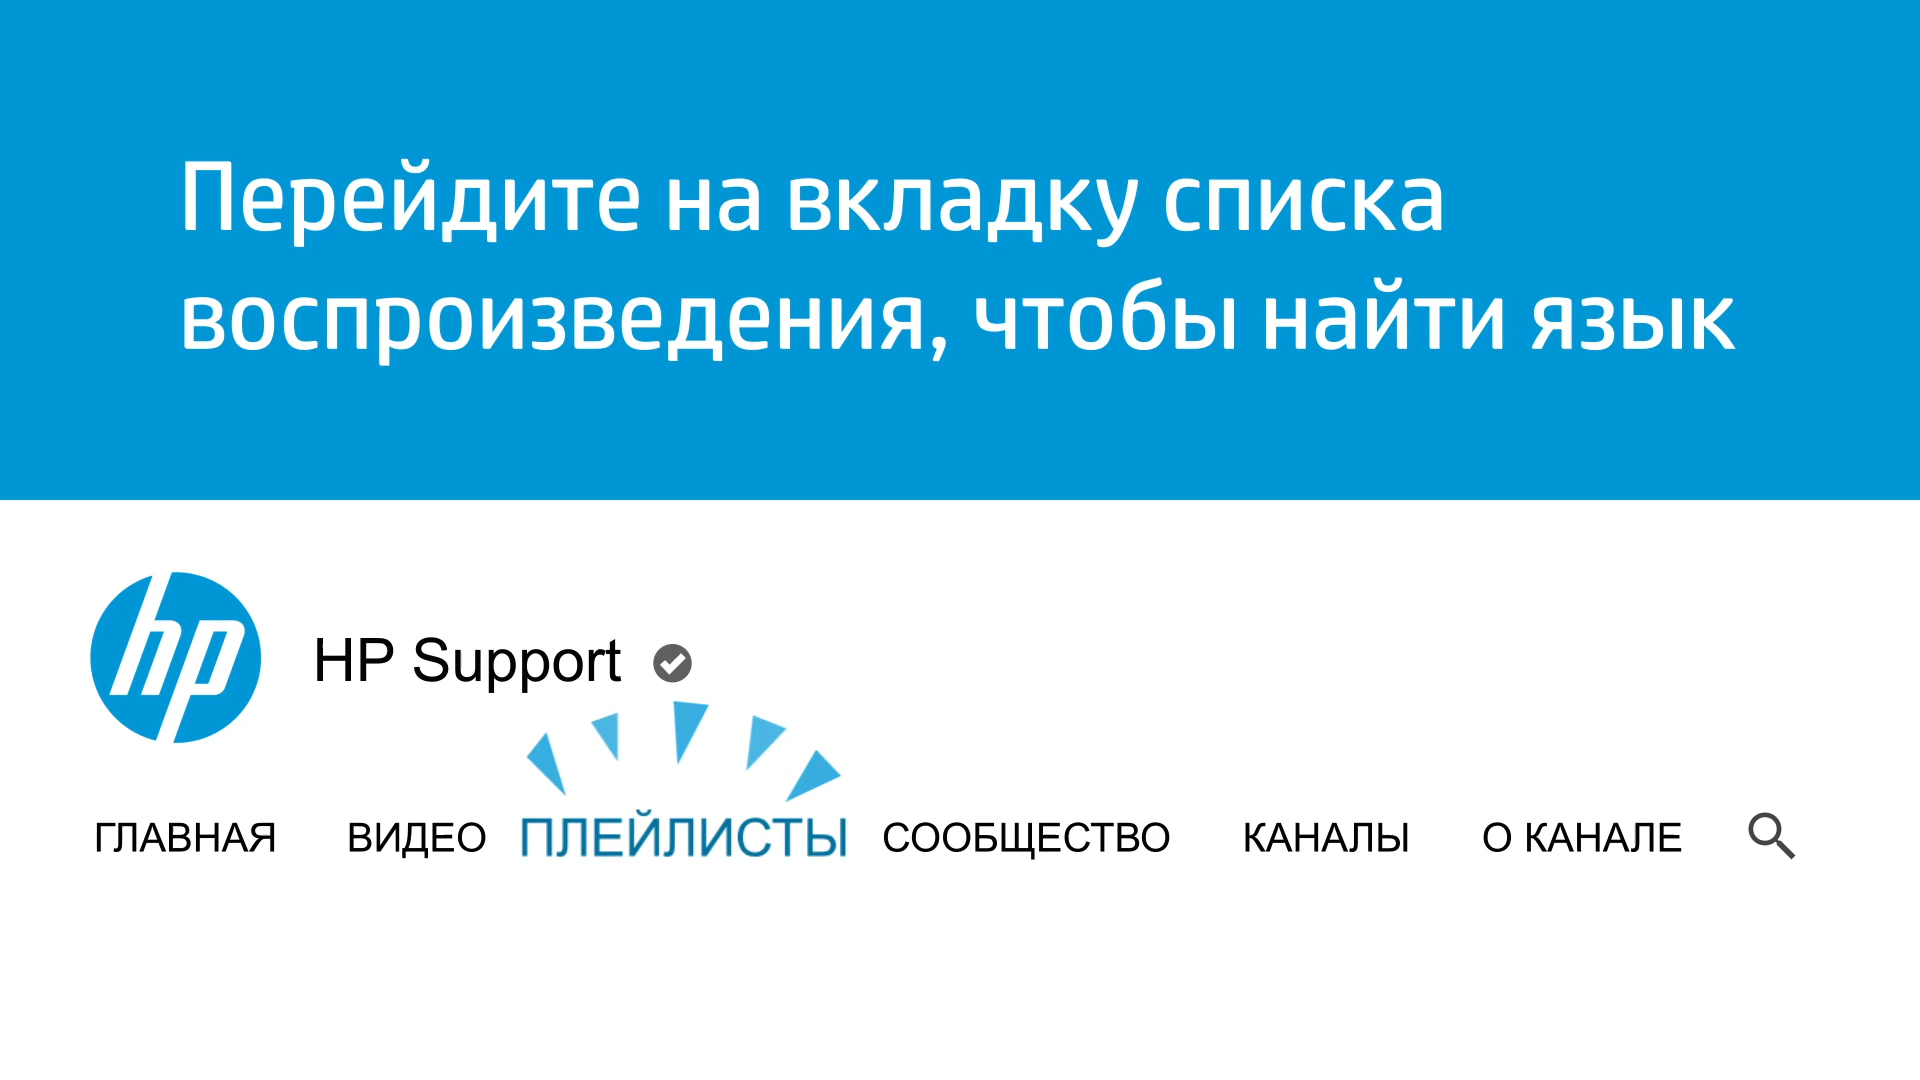 Перейдите на вкладку списка
воспроизведения, чтобы найти язык
hp
HP Support
ГЛАВНАЯ ВИДЕО ПЛЕЙЛИСТЫ СООБЩЕСТВО КАНАЛЫ О КАНАЛЕ